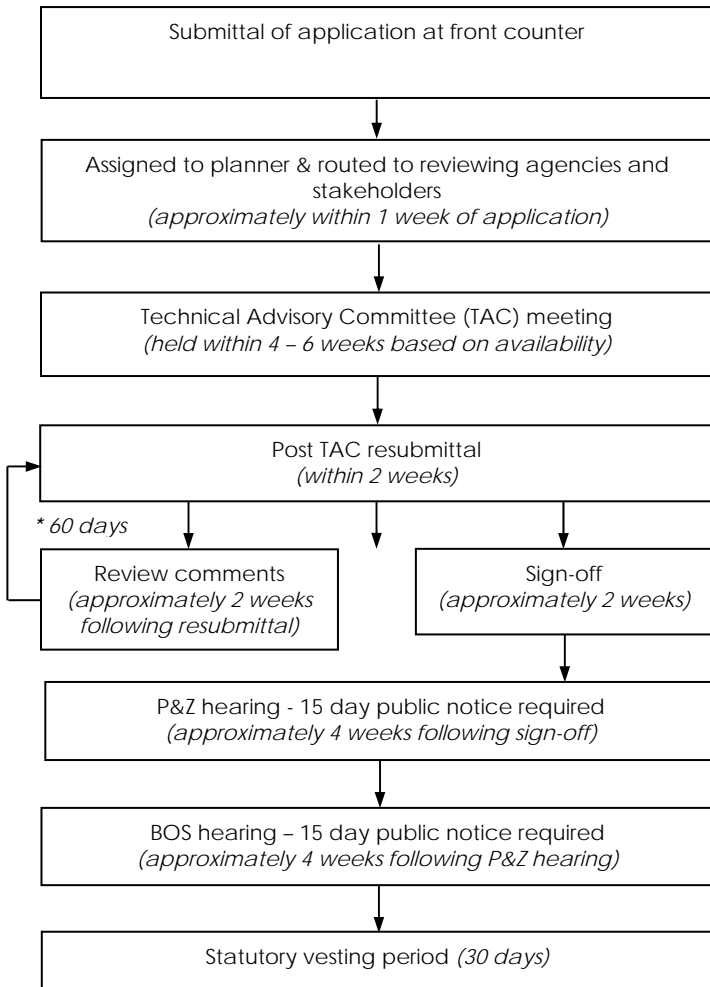 Submittal of application at front counter
Assigned to planner & routed to reviewing agencies and
stakeholders
(approximately within 1 week of application)
Technical Advisory Committee (TAC) meeting
(held within 4 – 6 weeks based on availability)
Post TAC resubmittal
(within 2 weeks)
* 60 days
Review comments
(approximately 2 weeks
following resubmittal)
Sign-off
(approximately 2 weeks)
P&Z hearing - 15 day public notice required
(approximately 4 weeks following sign-off)
BOS hearing – 15 day public notice required
(approximately 4 weeks following P&Z hearing)
Statutory vesting period (30 days)